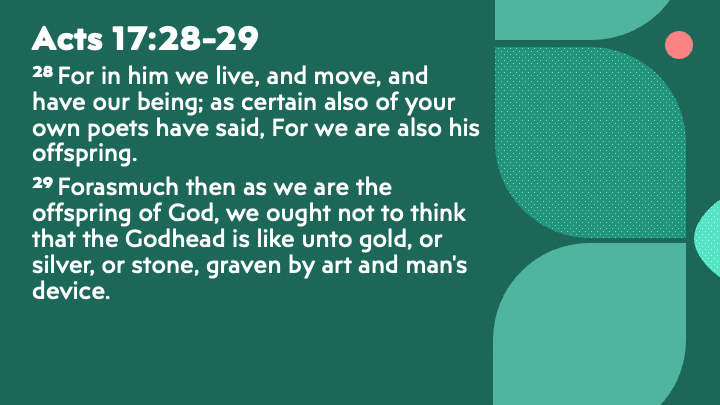 Acts 17:28-29
28 For in him we live, and move, and
have our being; as certain also of your
own poets have said, For we are also his
offspring.
29 Forasmuch then as we are the
offspring of God, we ought not to think
that the Godhead is like unto gold, or
silver, or stone, graven by art and man's
device.